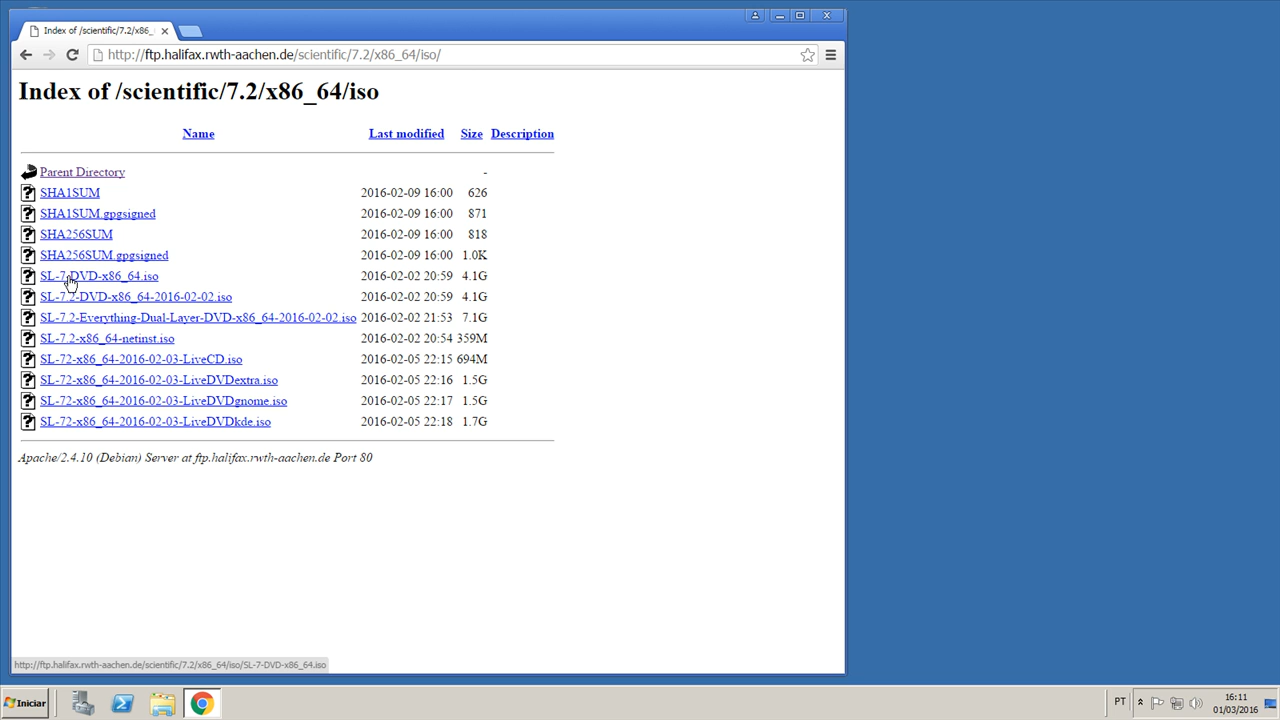 Index of /scientific/7.2/x86_
http://ftp.halifax.rwth-aachen.de/scientific/7.2/x86_64/iso/
Index of /scientific/7.2/x86_64/iso
Name Last modified Size Description
Parent Directory -
SHA1SUM 2016-02-09 16:00 626
SHA1SUM.gpgsigned 2016-02-09 16:00 871
SHA256SUM 2016-02-09 16:00 818
SHA256SUM.gpgsigned 2016-02-09 16:00 1.0K
SL-7-DVD-x86_64.iso 2016-02-02 20:59 4.1G
SL-7.2-DVD-x86_64-2016-02-02.iso 2016-02-02 20:59 4.1G
SL-7.2-Everything-Dual-Layer-DVD-x86_64-2016-02-02.iso 2016-02-02 21:53 7.1G
SL-7.2-x86_64-netinst.iso 2016-02-02 20:54 359M
SL-72-x86_64-2016-02-03-LiveCD.iso 2016-02-05 22:15 694M
SL-72-x86_64-2016-02-03-LiveDVDextra.iso 2016-02-05 22:16 1.5G
SL-72-x86_64-2016-02-03-LiveDVDgnome.iso 2016-02-05 22:17 1.5G
SL-72-x86_64-2016-02-03-LiveDVDkde.iso 2016-02-05 22:18 1.7G
Apache/2.4.10 (Debian) Server at ftp.halifax.rwth-aachen.de Port 80
http://ftp.halifax.rwth-aachen.de/scientific/7.2/x86_64/iso/SL-7-DVD-x86_64.iso
Iniciar PT 16:11
01/03/2016